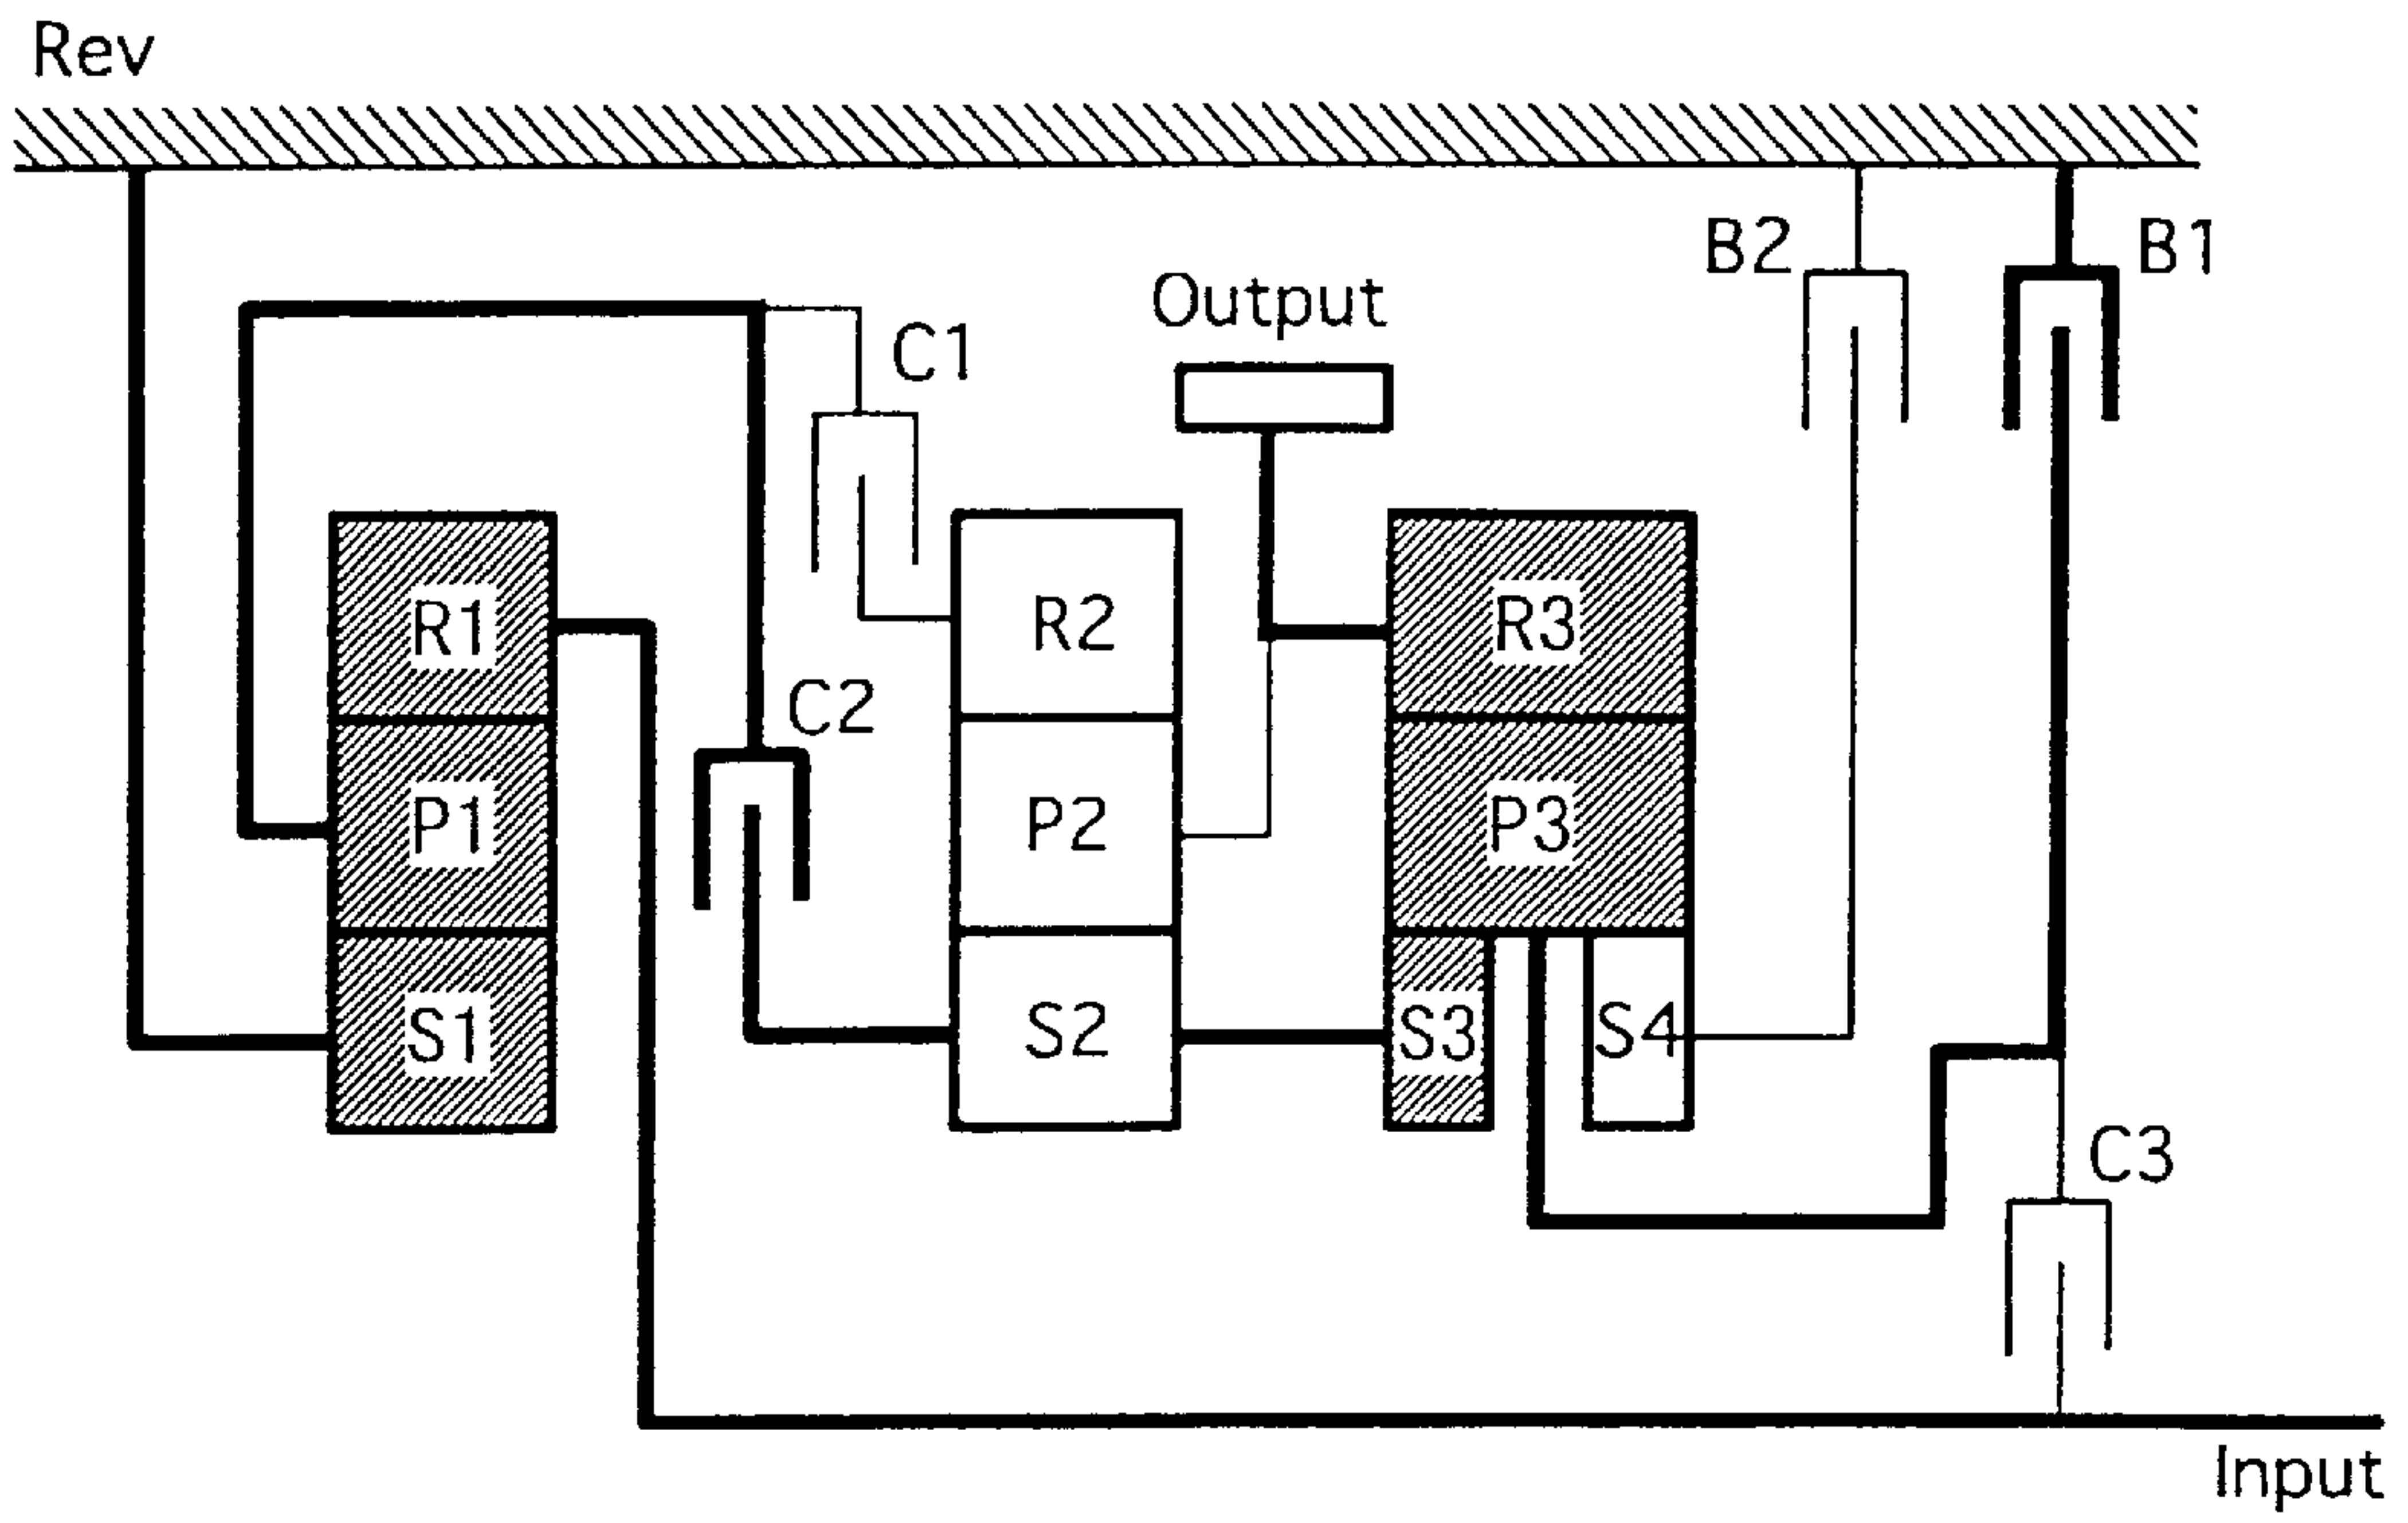 Rev
B2
B1
Output
C1
R1
R2
R3
C2
P1
P2
P3
S1
S2
S3
S4
C3
Input